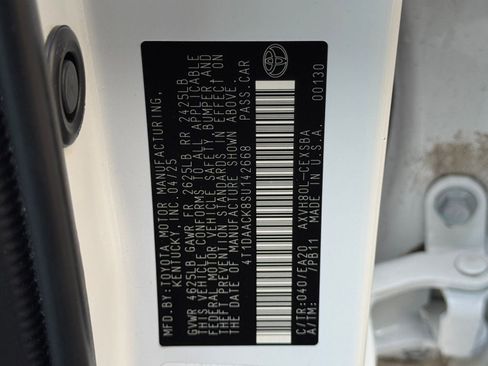 MFD.BY:TOYOTA MOTOR MANUFACTURING,
KENTUCKY, INC. 04/25
GVWR 4625LB GAWR FR 2625LB RR 2425LB
THIS VEHICLE CONFORMS TO ALL APPLICABLE
FEDERAL MOTOR VEHICLE SAFETY, BUMPER, AND
THEFT PREVENTION STANDARDS IN EFFECT ON
THE DATE OF MANUFACTURE SHOWN ABOVE.
4T1DAACK8SU142668 PASS.CAR
C/TR:040/EA20 AXVH80L-CEXSBA
A/TM: /PB11 MADE IN U.S.A.
00130